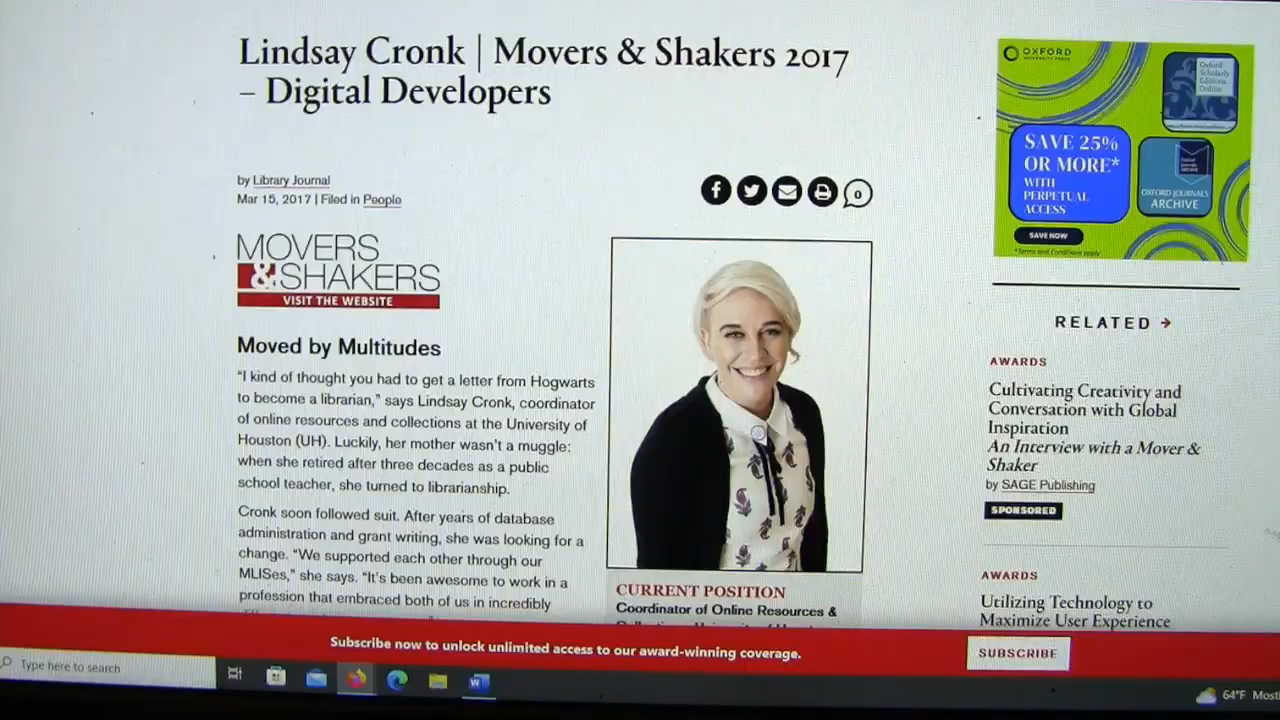 Lindsay Cronk | Movers & Shakers 2017
– Digital Developers
by Library Journal
Mar 15, 2017 | Filed in People
0
MOVERS
&SHAKERS
VISIT THE WEBSITE
Moved by Multitudes
“I kind of thought you had to get a letter from Hogwarts
to become a librarian,” says Lindsay Cronk, coordinator
of online resources and collections at the University of
Houston (UH). Luckily, her mother wasn’t a muggle:
when she retired after three decades as a public
school teacher, she turned to librarianship.
Cronk soon followed suit. After years of database
administration and grant writing, she was looking for a
change. “We supported each other through our
MLISes,” she says. “It’s been awesome to work in a
profession that embraced both of us in incredibly
CURRENT POSITION
Coordinator of Online Resources &
OXFORD
UNIVERSITY PRESS
Oxford
Scholarly
Editions
Online
SAVE 25%
OR MORE*
WITH
PERPETUAL
ACCESS
OXFORD JOURNALS
ARCHIVE
SAVE NOW
*Terms and Conditions apply
RELATED
AWARDS
Cultivating Creativity and
Conversation with Global
Inspiration
An Interview with a Mover &
Shaker
by SAGE Publishing
SPONSORED
AWARDS
Utilizing Technology to
Maximize User Experience
Subscribe now to unlock unlimited access to our award-winning coverage.
SUBSCRIBE
Type here to search
64°F Most